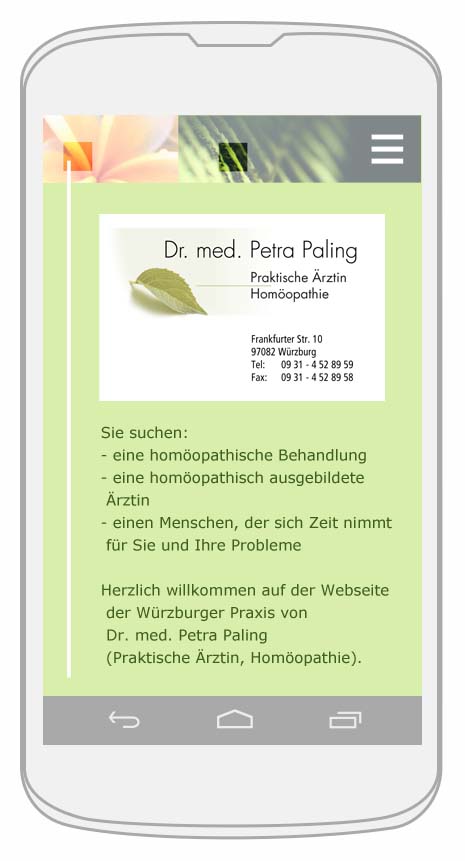 Dr. med. Petra Paling
Praktische Ärztin
Homöopathie
Frankfurter Str. 10
97082 Würzburg
Tel: 09 31 - 4 52 89 59
Fax: 09 31 - 4 52 89 58
Sie suchen:
- eine homöopathische Behandlung
- eine homöopathisch ausgebildete
Ärztin
- einen Menschen, der sich Zeit nimmt
für Sie und Ihre Probleme
Herzlich willkommen auf der Webseite
der Würzburger Praxis von
Dr. med. Petra Paling
(Praktische Ärztin, Homöopathie).